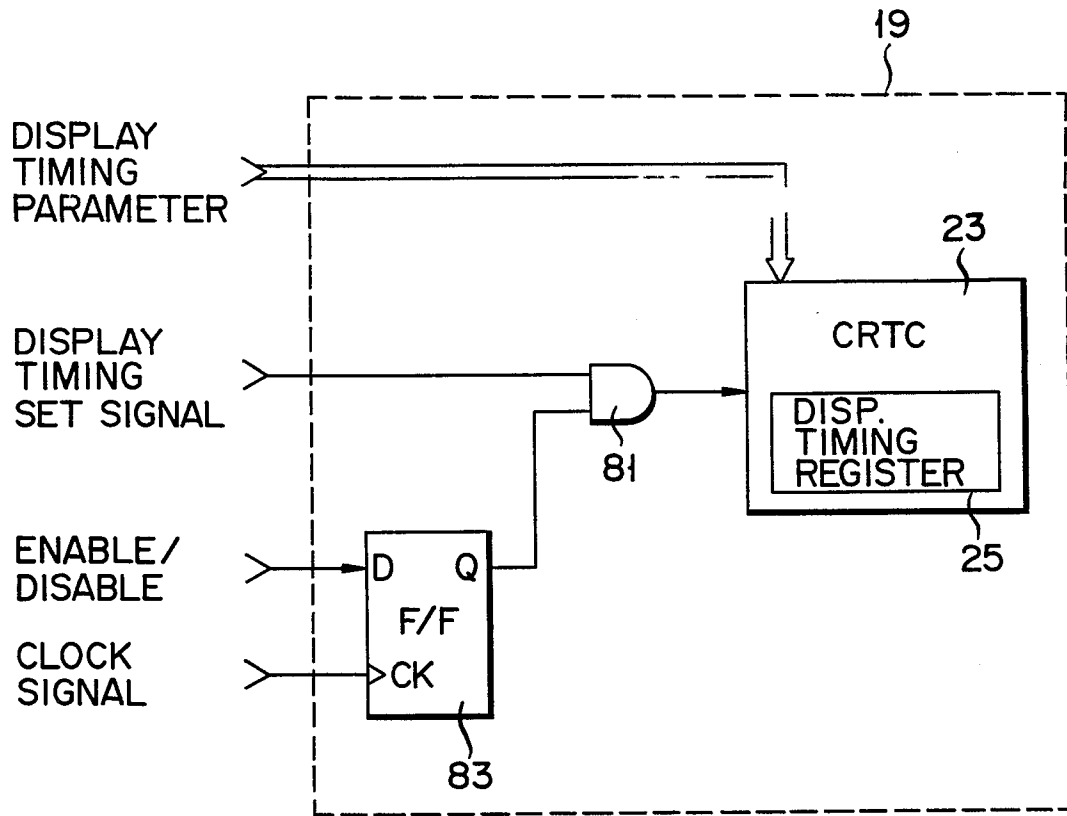 19
DISPLAY
TIMING
PARAMETER
23
CRTC
DISPLAY
TIMING
SET SIGNAL
81
DISP.
TIMING
REGISTER
25
ENABLE/
DISABLE
D Q
F/F
CLOCK
SIGNAL
CK
83